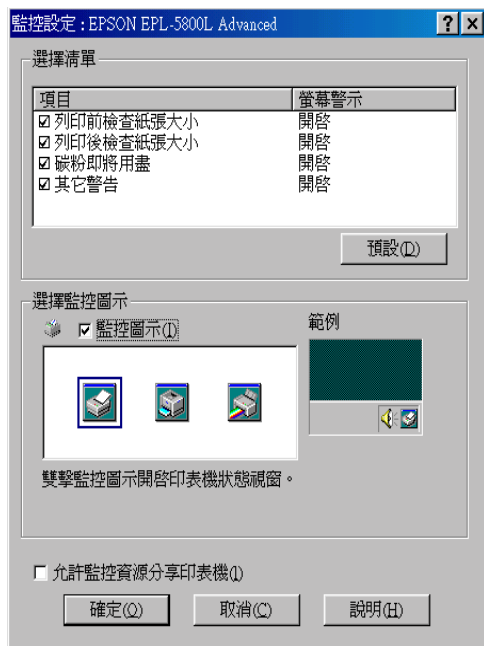 監控設定 : EPSON EPL-5800L Advanced
選擇清單
項目 螢幕警示
列印前檢查紙張大小 開啓
列印後檢查紙張大小 開啓
碳粉即將用盡 開啓
其它警告 開啓
預設(D)
選擇監控圖示
監控圖示(I) 範例
雙擊監控圖示開啓印表機狀態視窗。
允許監控資源分享印表機(1)
確定(O) 取消(C) 說明(H)